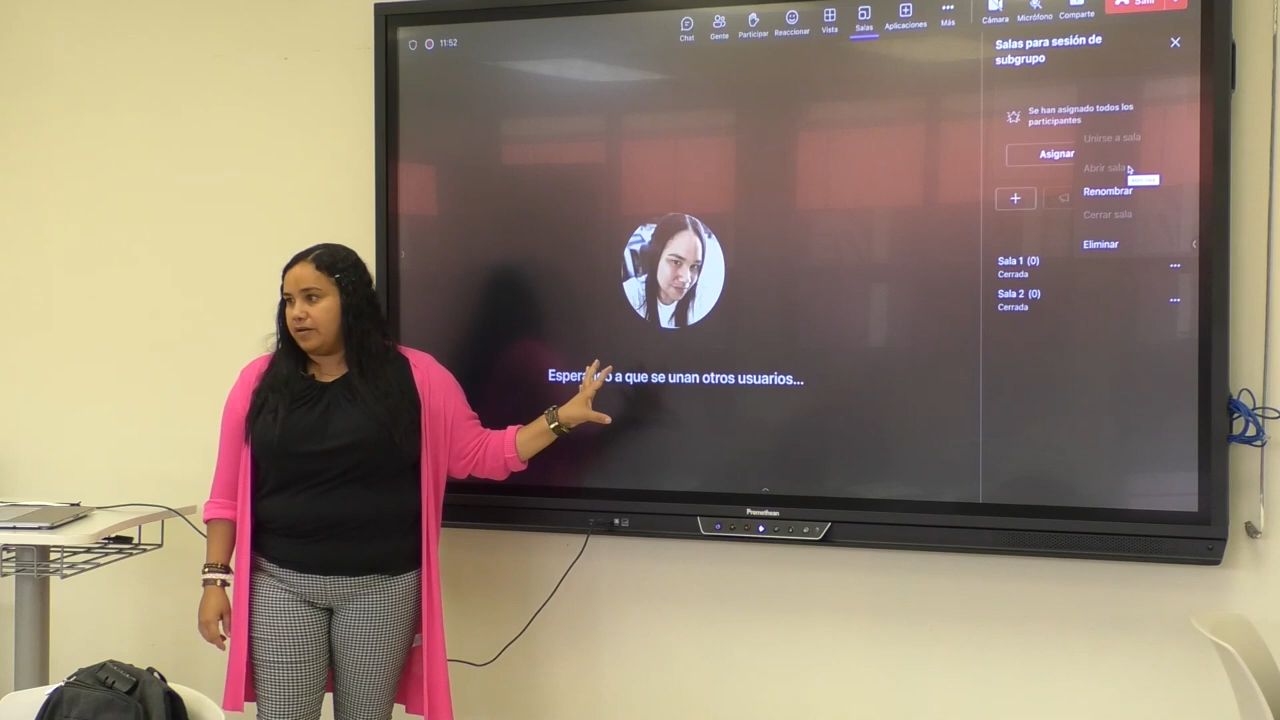 11:52
Chat
Gente
Participar
Reaccionar
Vista
Salas
Aplicaciones
Más
Cámara
Micrófono
Comparte
Salir
Salas para sesión de
subgrupo
Se han asignado todos los
participantes
Unirse a sala
Asignar
Abrir sala
Renombrar
Cerrar sala
Eliminar
Sala 1 (0)
Cerrada
Sala 2 (0)
Cerrada
a que se unan otros usuarios...
Promethean